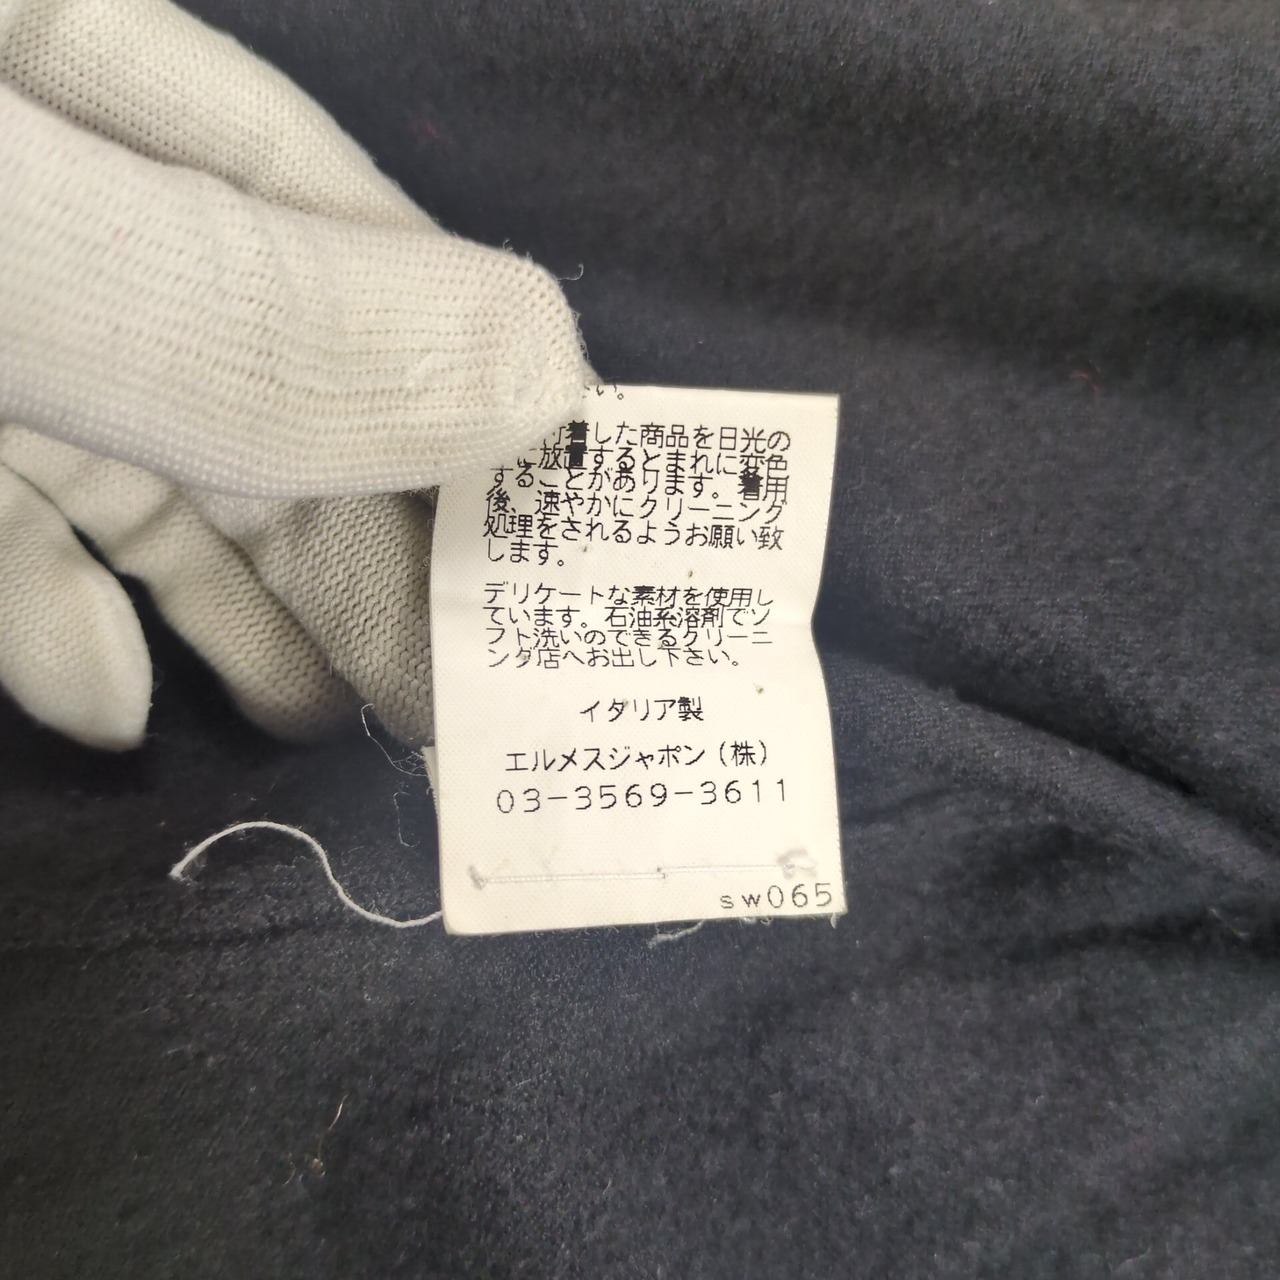 い。
付着した商品を日光の
に放置するとまれに変色
することがあります。着用
後、速やかにクリーニング
処理をされるようお願い致
します。
デリケートな素材を使用し
ています。石油系溶剤でソ
フト洗いのできるクリーニ
ング店へお出し下さい。
イタリア製
エルメスジャポン（株）
03-3569-3611
sw065